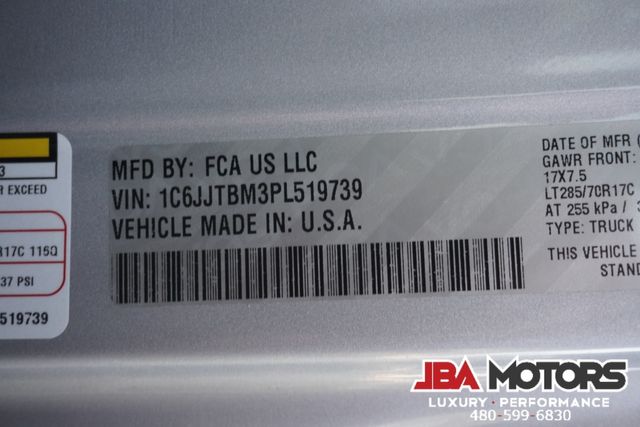 3
R EXCEED
R17C 115Q
37 PSI
519739
MFD BY: FCA US LLC
VIN: 1C6JJTBM3PL519739
VEHICLE MADE IN: U.S.A.
DATE OF MFR (
GAWR FRONT:
17X7.5
LT285/70R17C
AT 255 kPa / 3
TYPE: TRUCK
THIS VEHICLE
STAND
JBA MOTORS
LUXURY · PERFORMANCE
480-599-6830